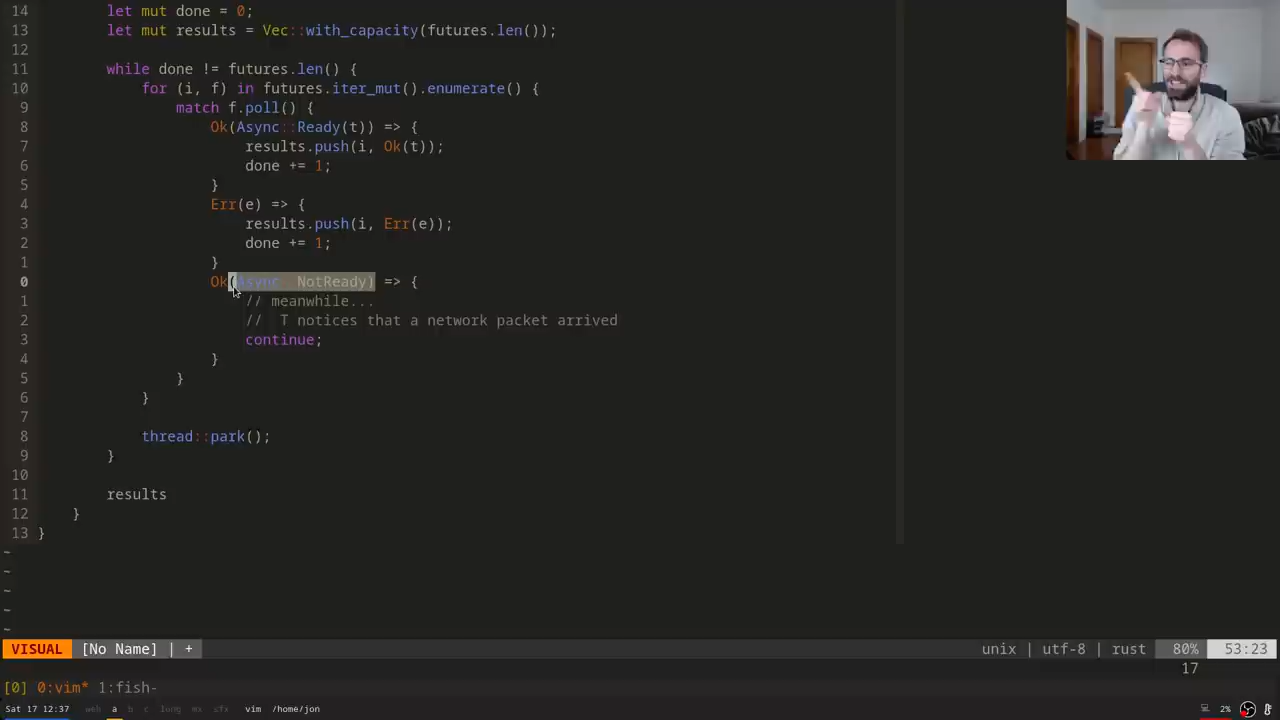 14 let mut done = 0;
13 let mut results = Vec::with_capacity(futures.len());
12
11 while done != futures.len() {
10 for (i, f) in futures.iter_mut().enumerate() {
9 match f.poll() {
8 Ok(Async::Ready(t)) => {
7 results.push(i, Ok(t));
6 done += 1;
5 }
4 Err(e) => {
3 results.push(i, Err(e));
2 done += 1;
1 }
0 Ok(Async::NotReady) => {
1 // meanwhile...
2 //  T notices that a network packet arrived
3 continue;
4 }
5 }
6 }
7
8 thread::park();
9 }
10
11 results
12 }
13 }
~
~
~
~
~
VISUAL [No Name] | + unix | utf-8 | rust 80% 53:23
17
[0] 0:vim* 1:fish-
Sat 17 12:37 web a b c lung mx sfx vim /home/jon 2%